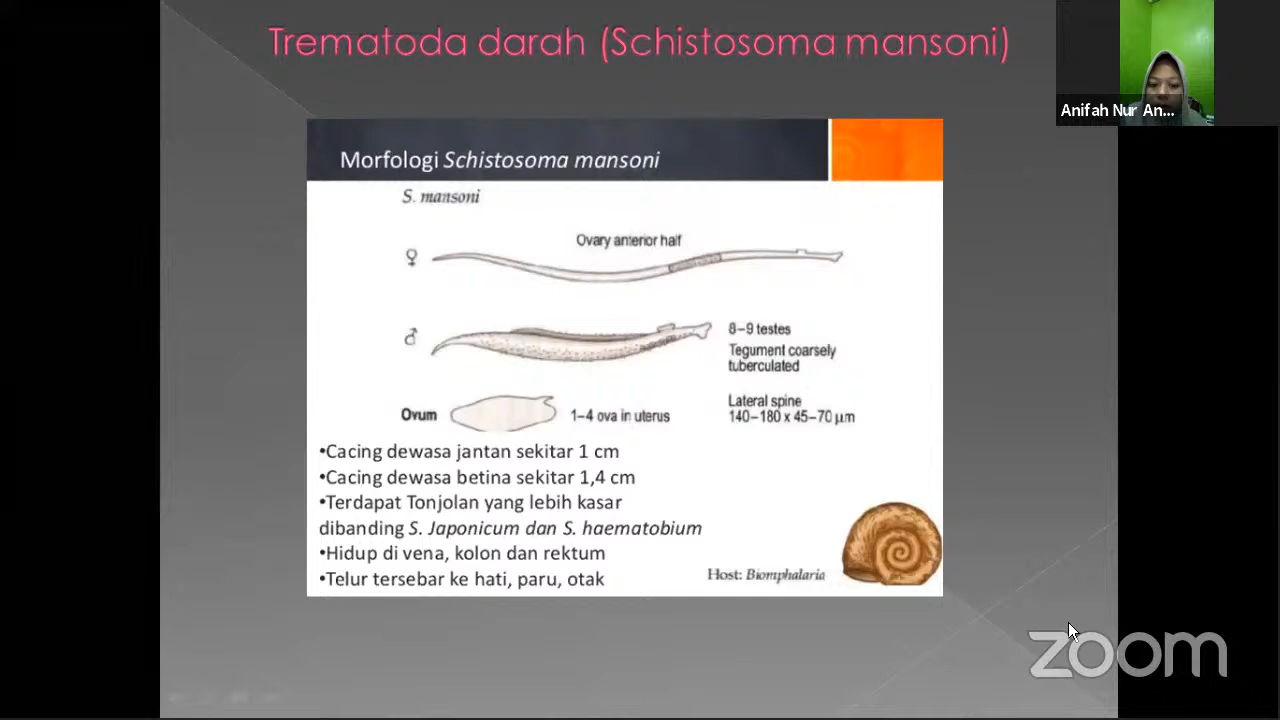 Trematoda darah (Schistosoma mansoni)
Anifah Nur An...
Morfologi Schistosoma mansoni
S. mansoni
Ovary anterior half
♀
♂
8–9 testes
Tegument coarsely
tuberculated
Ovum
1–4 ova in uterus
Lateral spine
140–180 x 45–70 μm
•Cacing dewasa jantan sekitar 1 cm
•Cacing dewasa betina sekitar 1,4 cm
•Terdapat Tonjolan yang lebih kasar
dibanding S. Japonicum dan S. haematobium
•Hidup di vena, kolon dan rektum
•Telur tersebar ke hati, paru, otak
Host: Biomphalaria
zoom